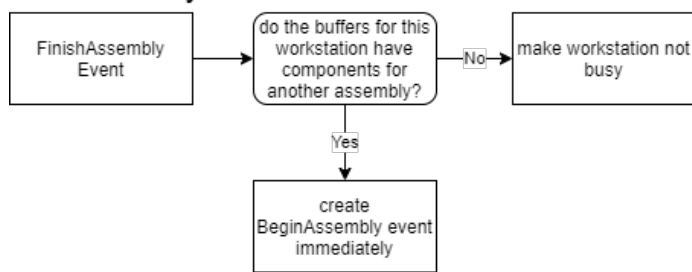 FinishAssembly
Event
do the buffers for this
workstation have
components for
another assembly?
No
make workstation not
busy
Yes
create
BeginAssembly event
immediately